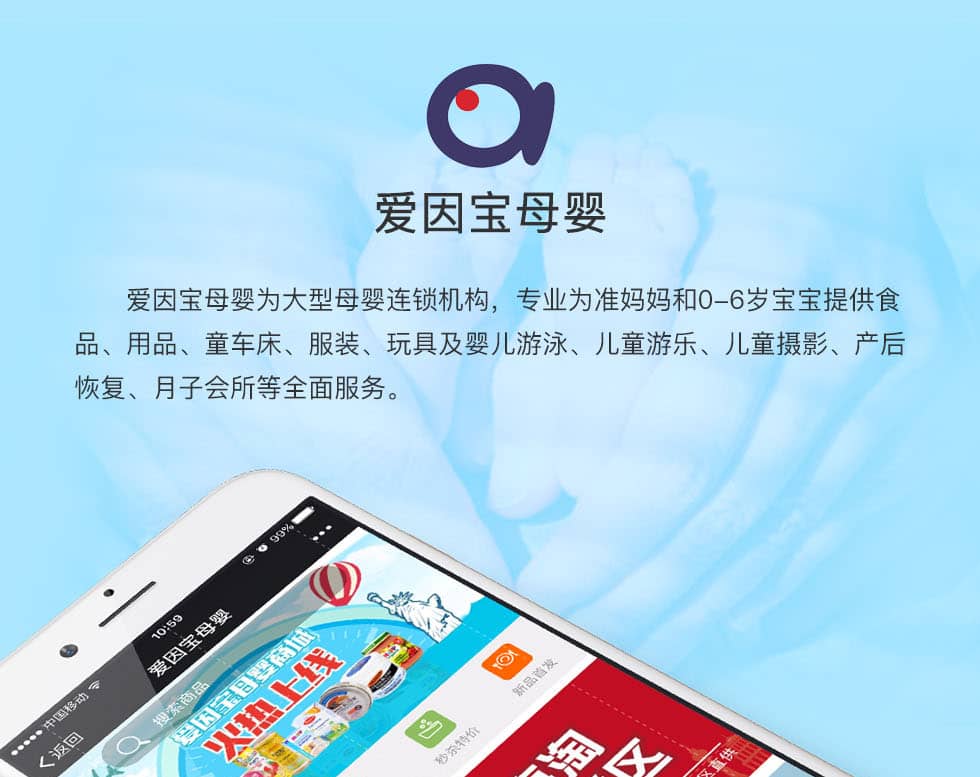 爱因宝母婴
爱因宝母婴为大型母婴连锁机构，专业为准妈妈和0-6岁宝宝提供食
品、用品、童车床、服装、玩具及婴儿游泳、儿童游乐、儿童摄影、产后
恢复、月子会所等全面服务。
中国移动
10:59
99%
返回
爱因宝母婴
搜索商品
爱因宝母婴商城
火热上线
秒杀特价
新品首发
淘
区
区直供